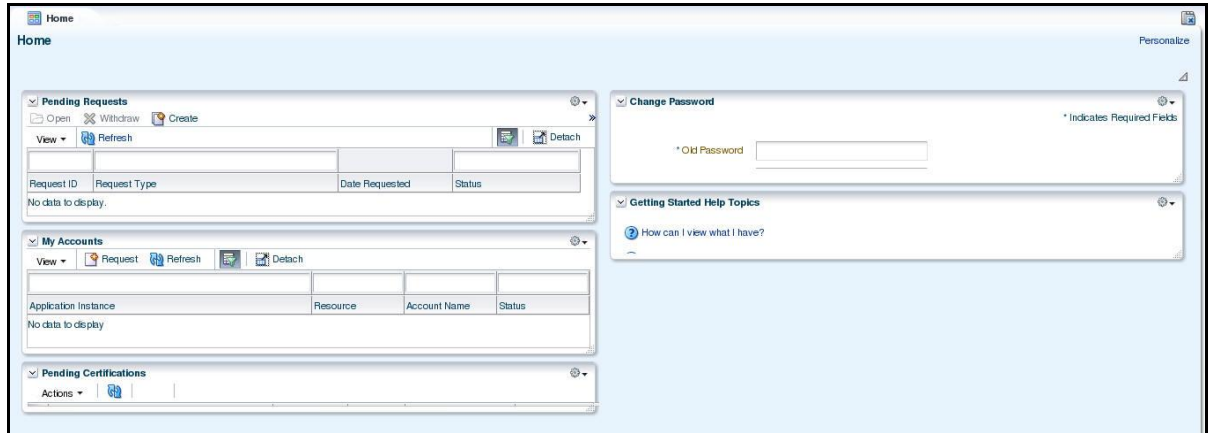 Home
Home
Personalize
Pending Requests
Open Withdraw Create »
View Refresh Detach
Request ID Request Type Date Requested Status
No data to display.
My Accounts
View Request Refresh Detach
Application Instance Resource Account Name Status
No data to display
Pending Certifications
Actions
Change Password
* Indicates Required Fields
* Old Password
Getting Started Help Topics
How can I view what I have?